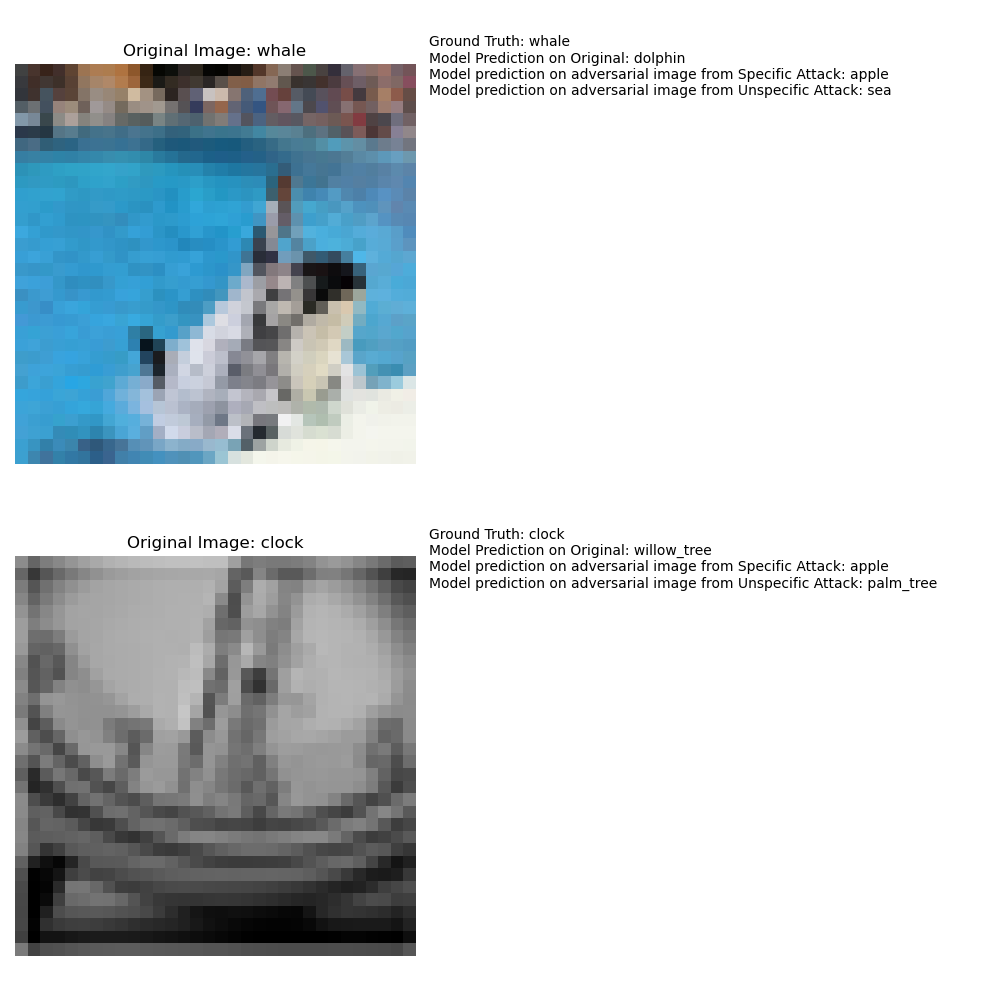 Original Image: whale
Ground Truth: whale
Model Prediction on Original: dolphin
Model prediction on adversarial image from Specific Attack: apple
Model prediction on adversarial image from Unspecific Attack: sea
Original Image: clock
Ground Truth: clock
Model Prediction on Original: willow_tree
Model prediction on adversarial image from Specific Attack: apple
Model prediction on adversarial image from Unspecific Attack: palm_tree